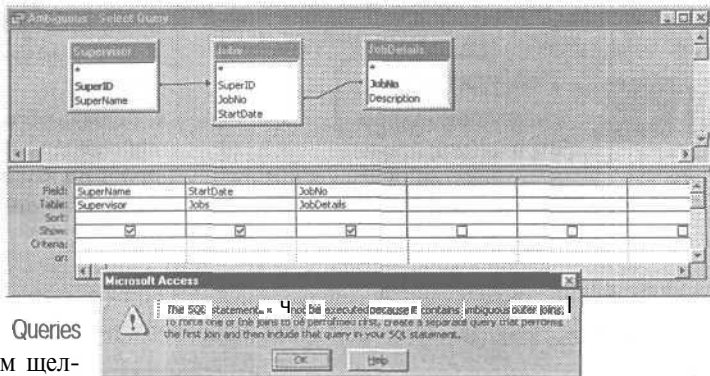 Ambiguous : Select Query
Supervisor
Jobs
JobDetails
*
SuperID
SuperName
*
SuperID
JobNo
StartDate
*
JobNo
Description
Field: SuperName StartDate JobNo
Table: Supervisor Jobs JobDetails
Sort:
Show:
Criteria:
or:
Microsoft Access
The SQL statement not be executed because it contains ambiguous outer joins.
To force one of the joins to be performed first, create a separate query that performs
the first join and then include that query in your SQL statement.
OK Help
Queries
м щел-